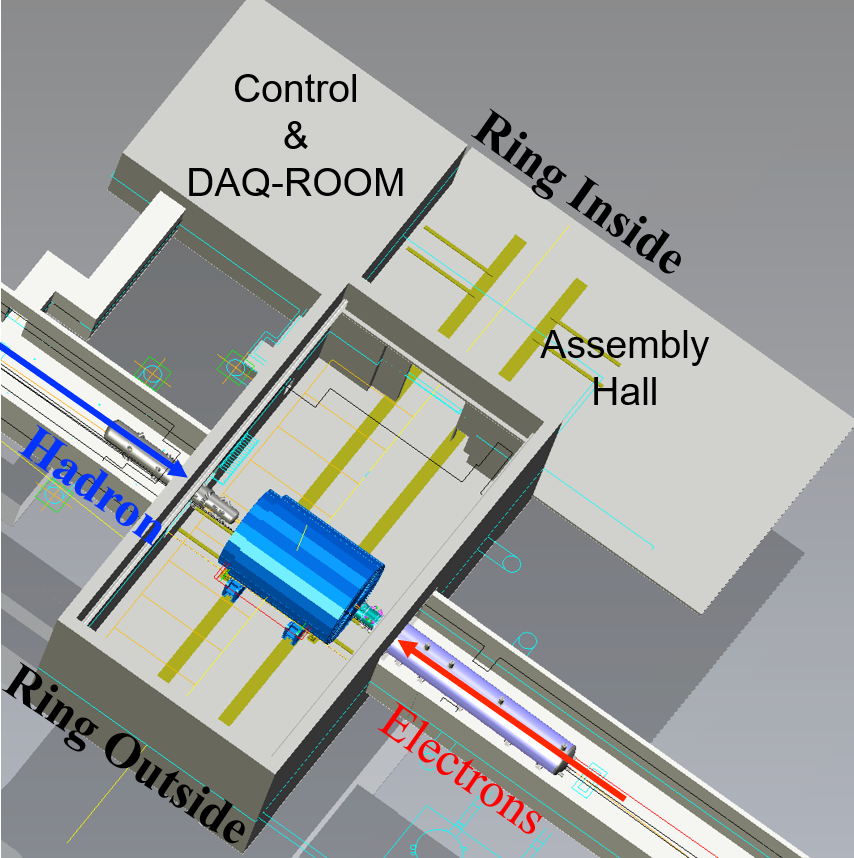 Control
&
DAQ-ROOM
Ring Inside
Assembly
Hall
Hadron
Ring Outside
Electrons